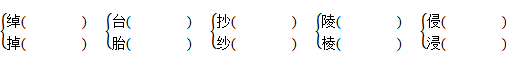 绰(    ) 台(    ) 抄(    ) 陵(    ) 侵(    )
掉(    ) 胎(    ) 纱(    ) 棱(    ) 浸(    )